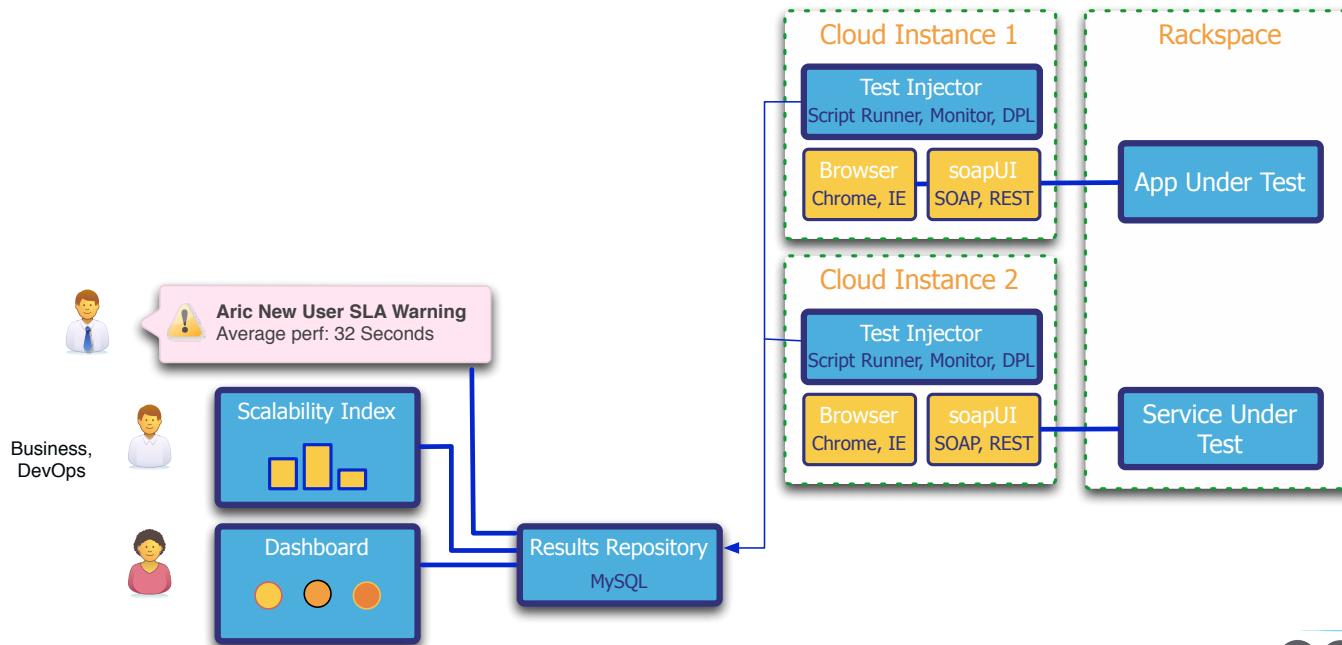 Cloud Instance 1
Test Injector
Script Runner, Monitor, DPL
Browser
Chrome, IE
soapUI
SOAP, REST
Rackspace
App Under Test
Cloud Instance 2
Test Injector
Script Runner, Monitor, DPL
Browser
Chrome, IE
soapUI
SOAP, REST
Service Under
Test
Aric New User SLA Warning
Average perf: 32 Seconds
Business,
DevOps
Scalability Index
Dashboard
Results Repository
MySQL